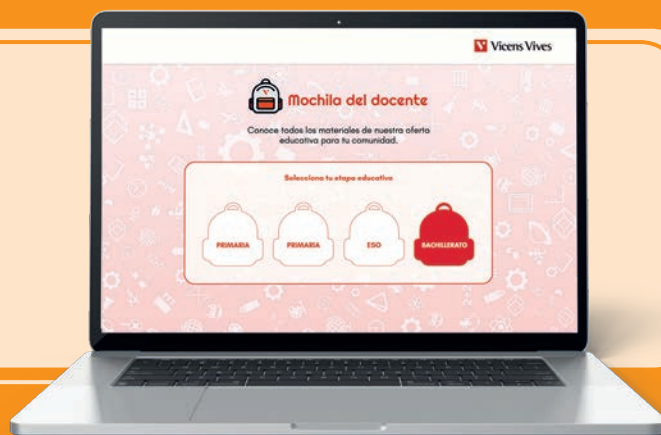 Vicens Vives
Mochila del docente
Conoce todos los materiales de nuestra oferta
educativa para tu comunidad.
Selecciona tu etapa educativa
PRIMARIA
PRIMARIA
ESO
BACHILLERATO